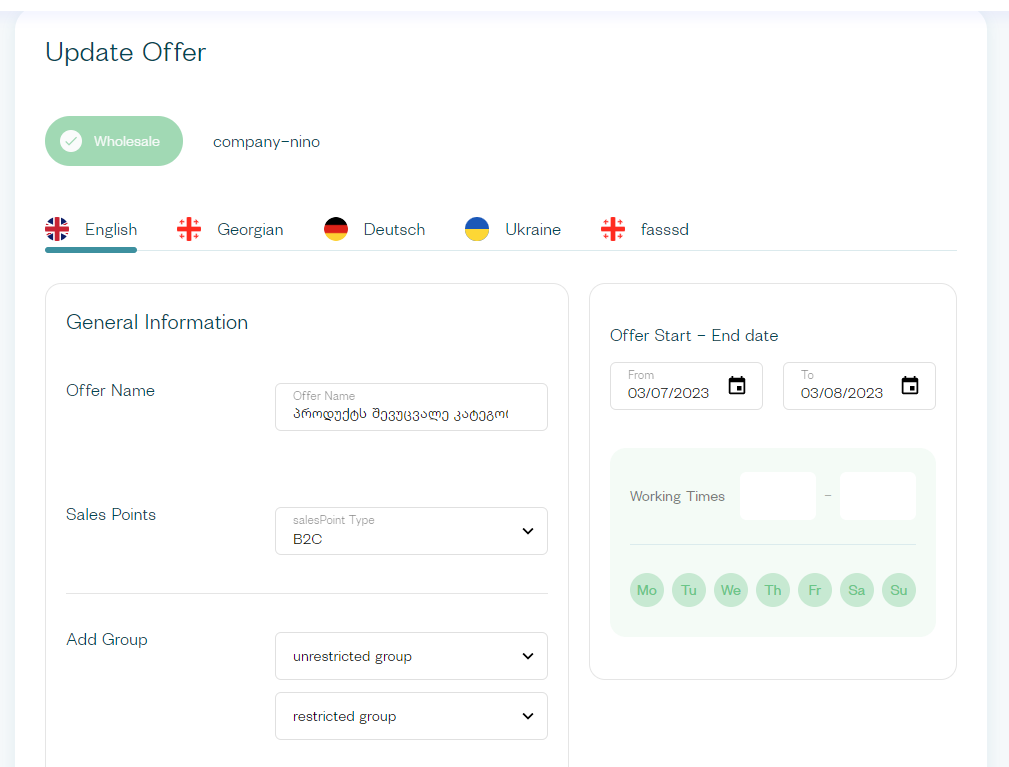 Update Offer
Wholesale
company-nino
English Georgian Deutsch Ukraine fasssd
General Information
Offer Name
Offer Name
პროდუქტს შევუცვალე
Sales Points
salesPoint Type
B2C
Add Group
unrestricted group
restricted group
Offer Start - End date
From
03/07/2023
To
03/08/2023
Working Times -
Mo Tu We Th Fr Sa Su